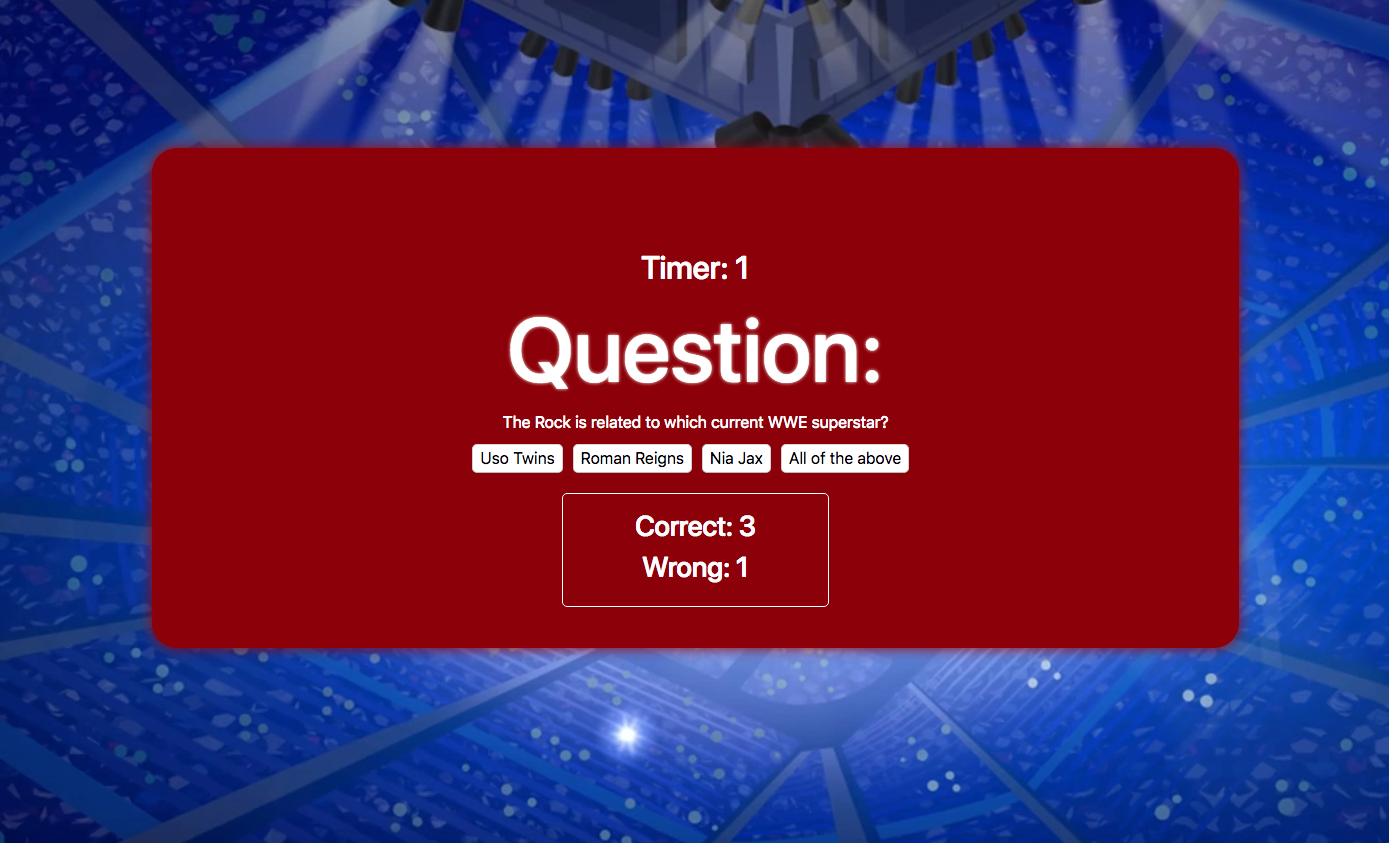 Timer: 1
Question:
The Rock is related to which current WWE superstar?
Uso Twins Roman Reigns Nia Jax All of the above
Correct: 3
Wrong: 1